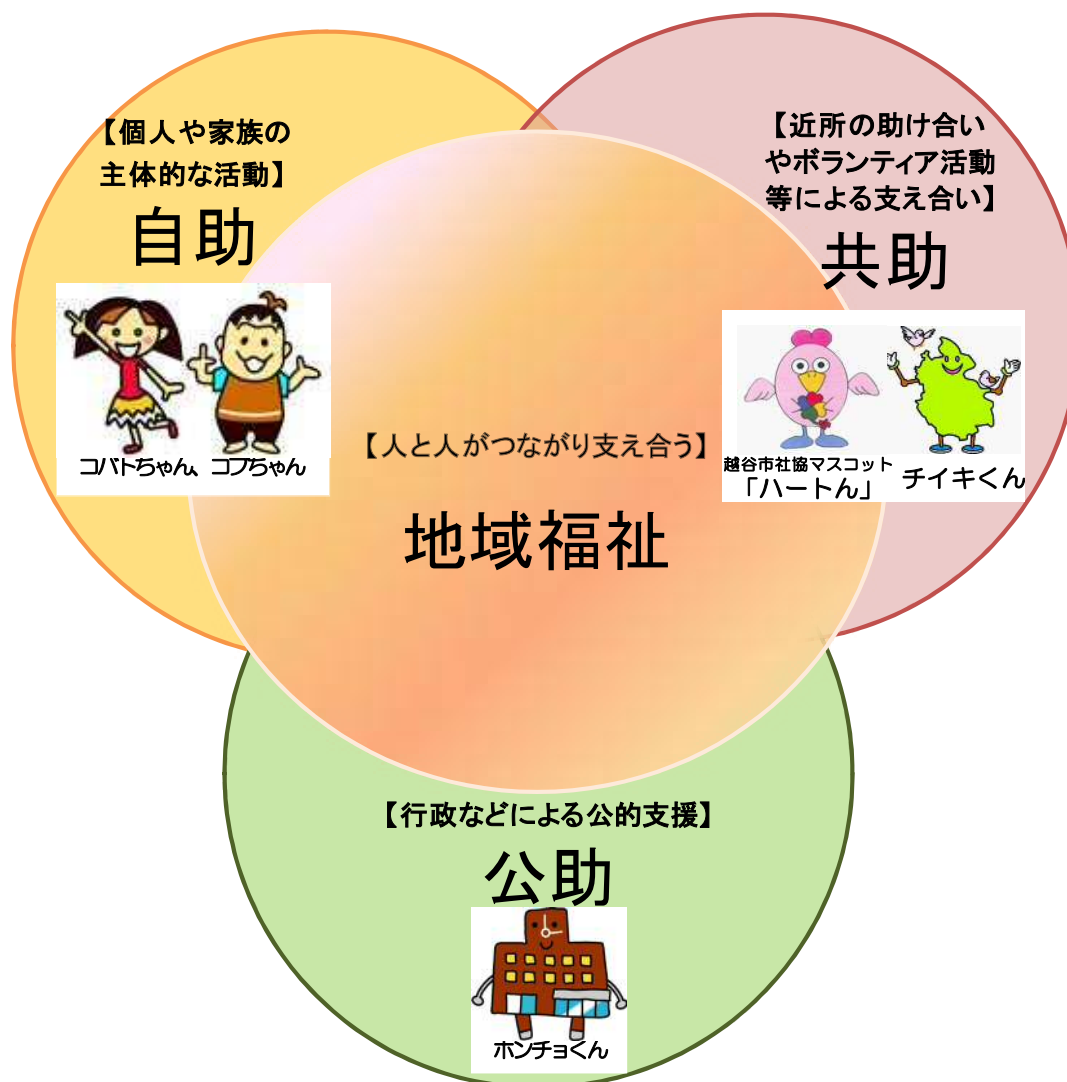 【個人や家族の
主体的な活動】
自助
コバトちゃん、コブちゃん
【近所の助け合い
やボランティア活動
等による支え合い】
共助
越谷市社協マスコット
「ハートん」
チイキくん
【人と人がつながり支え合う】
地域福祉
【行政などによる公的支援】
公助
ホンチョくん